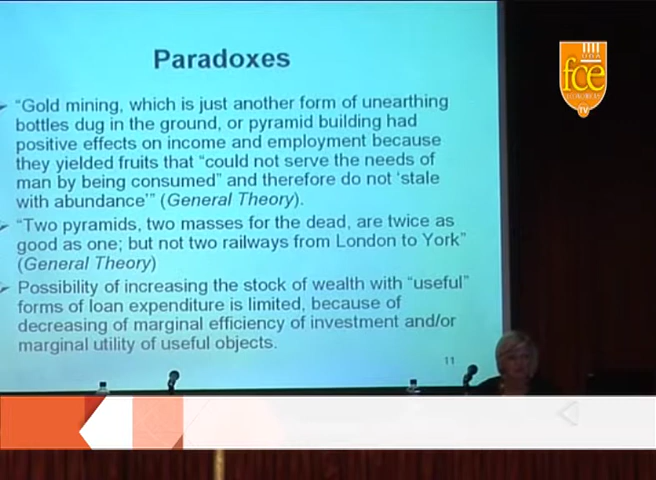 Paradoxes
"Gold mining, which is just another form of unearthing
bottles dug in the ground, or pyramid building had
positive effects on income and employment because
they yielded fruits that "could not serve the needs of
man by being consumed" and therefore do not 'stale
with abundance'" (General Theory).
"Two pyramids, two masses for the dead, are twice as
good as one; but not two railways from London to York"
(General Theory)
Possibility of increasing the stock of wealth with "useful"
forms of loan expenditure is limited, because of
decreasing of marginal efficiency of investment and/or
marginal utility of useful objects.
11
fce
TV